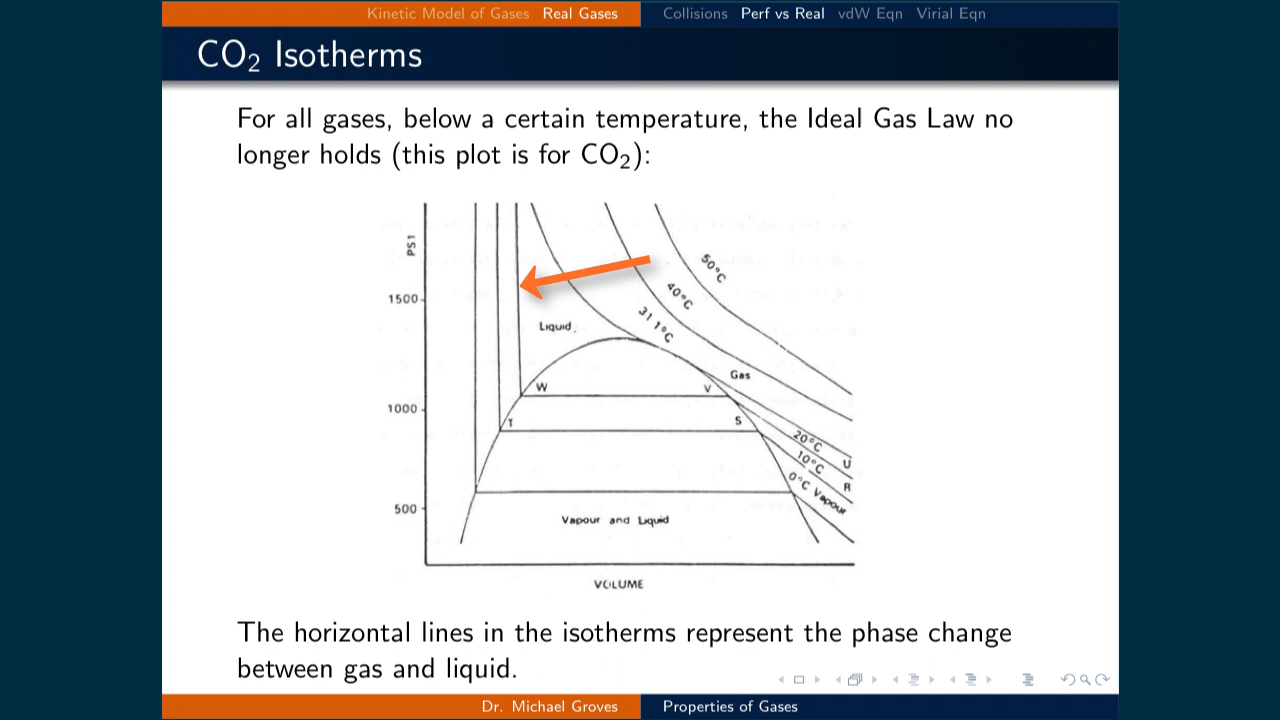 Kinetic Model of Gases Real Gases Collisions Perf vs Real vdW Eqn Virial Eqn
CO₂ Isotherms
For all gases, below a certain temperature, the Ideal Gas Law no
longer holds (this plot is for CO₂):
PSI
50°C
40°C
1500
31 1°C
Liquid
Gas
W
V
1000
T
S
20°C
U
10°C
R
0°C Vapour
500
Vapour and Liquid
VOLUME
The horizontal lines in the isotherms represent the phase change
between gas and liquid.
Dr. Michael Groves Properties of Gases